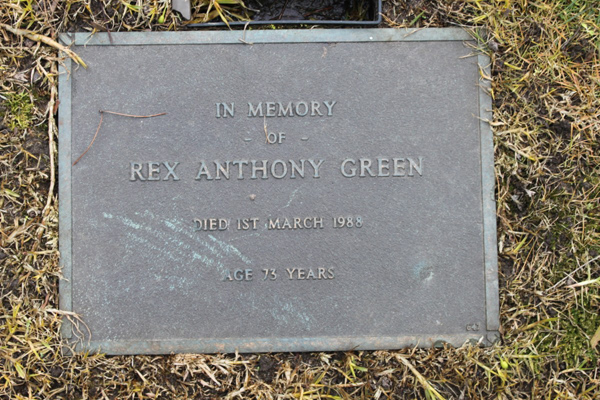 IN MEMORY
- OF -
REX ANTHONY GREEN
DIED 1ST MARCH 1988
AGE 73 YEARS